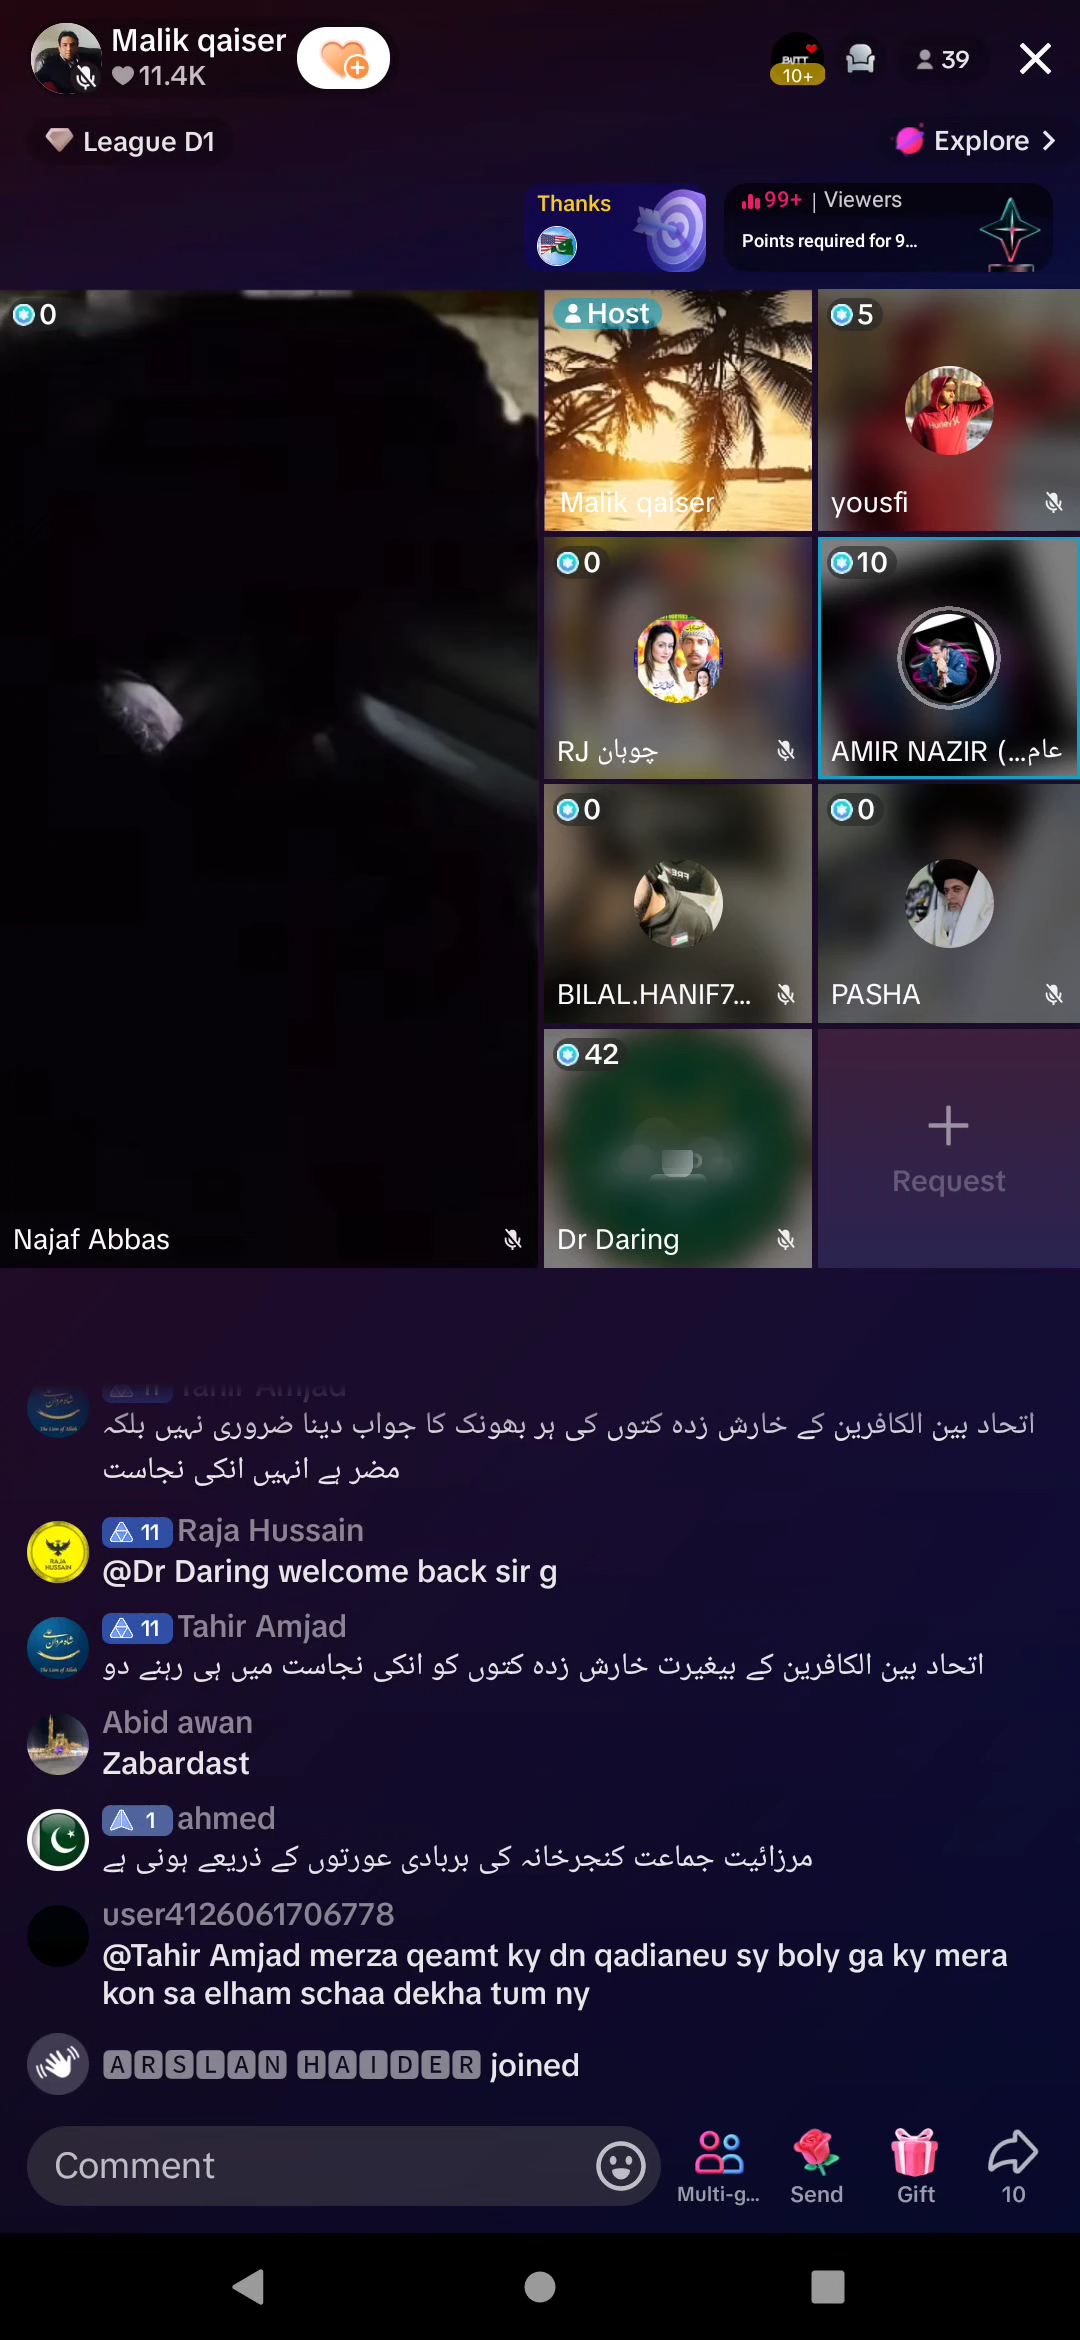 Malik qaiser
11.4K
10+
39
League D1
Explore
Thanks
99+ | Viewers
Points required for 9...
0
Host
Malik qaiser
5
yousfi
0
RJ چوہان
10
AMIR NAZIR (...عام
0
BILAL.HANIF7...
0
PASHA
42
Dr Daring
Request
Najaf Abbas
11 Tahir Amjad
اتحاد بین الکافرین کے خارش زدہ کتوں کی ہر بھونک کا جواب دینا ضروری نہیں بلکہ
مضر ہے انہیں انکی نجاست
11 Raja Hussain
@Dr Daring welcome back sir g
11 Tahir Amjad
اتحاد بین الکافرین کے بیغیرت خارش زدہ کتوں کو انکی نجاست میں ہی رہنے دو
Abid awan
Zabardast
1 ahmed
مرزائیت جماعت کنجرخانہ کی بربادی عورتوں کے ذریعے ہونی ہے
user4126061706778
@Tahir Amjad merza qeamt ky dn qadianeu sy boly ga ky mera
kon sa elham schaa dekha tum ny
ARSLAN HAIDER joined
Comment
Multi-g...
Send
Gift
10